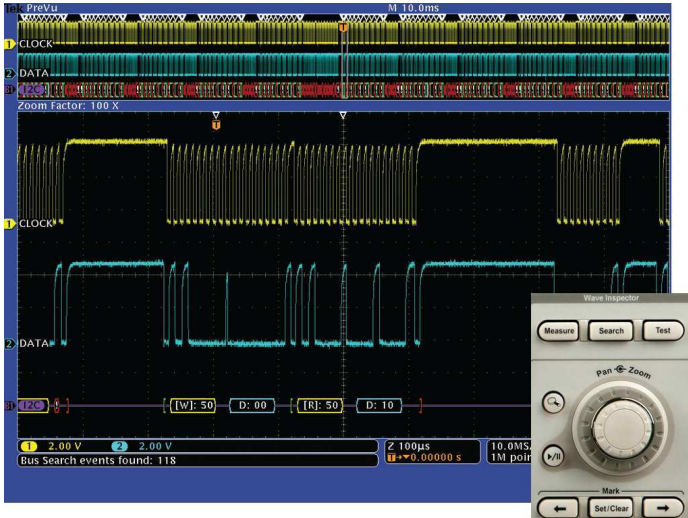 Tek PreVu M 10.0ms
T
1 CLOCK
2 DATA
B1 I2C
Zoom Factor: 100 X
T
1 CLOCK
2 DATA
B1 I2C [W]: 50 D: 00 [R]: 50 D: 10
1 2.00 V 2 2.00 V
Bus Search events found: 118
Z 100µs
T→▼0.00000 s
10.0MS
1M poin
Wave Inspector
Measure Search Test
Pan Zoom
Mark
← Set/Clear →